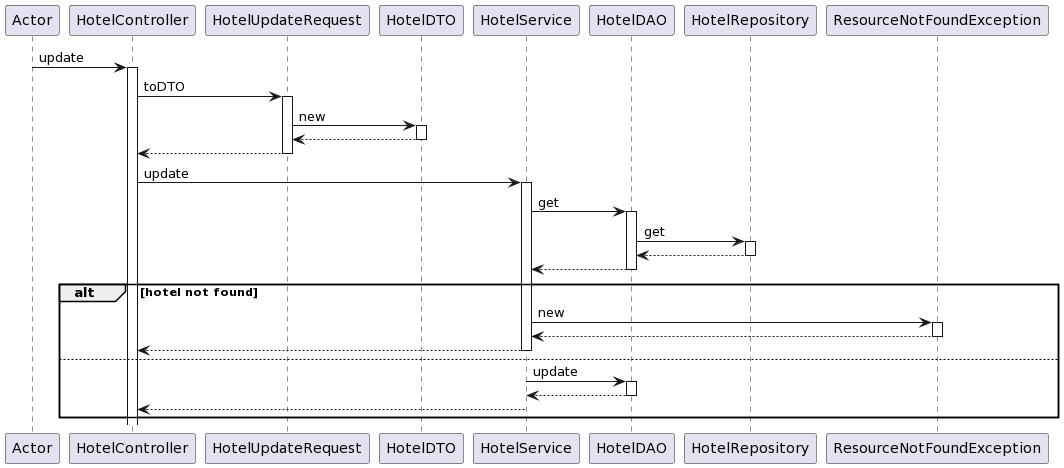 Actor HotelController HotelUpdateRequest HotelDTO HotelService HotelDAO HotelRepository ResourceNotFoundException
update
toDTO
new
update
get
get
alt [hotel not found]
new
update
Actor HotelController HotelUpdateRequest HotelDTO HotelService HotelDAO HotelRepository ResourceNotFoundException